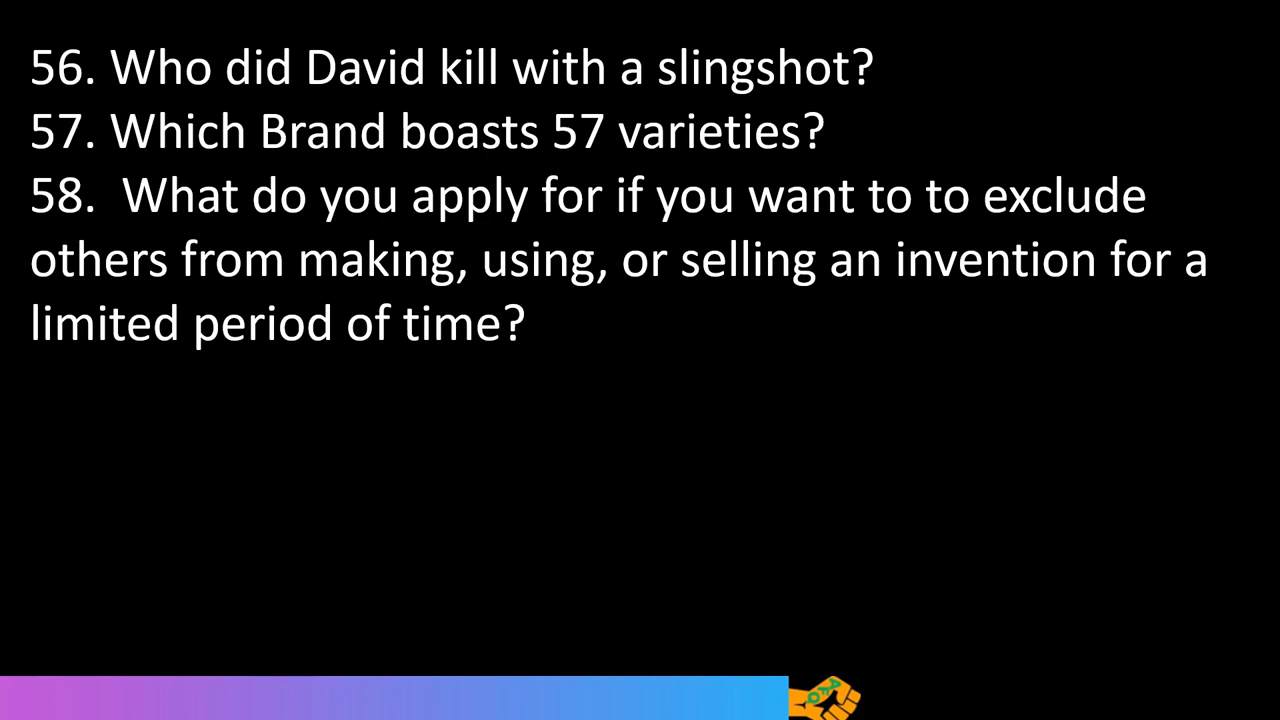 56. Who did David kill with a slingshot?
57. Which Brand boasts 57 varieties?
58.  What do you apply for if you want to to exclude
others from making, using, or selling an invention for a
limited period of time?